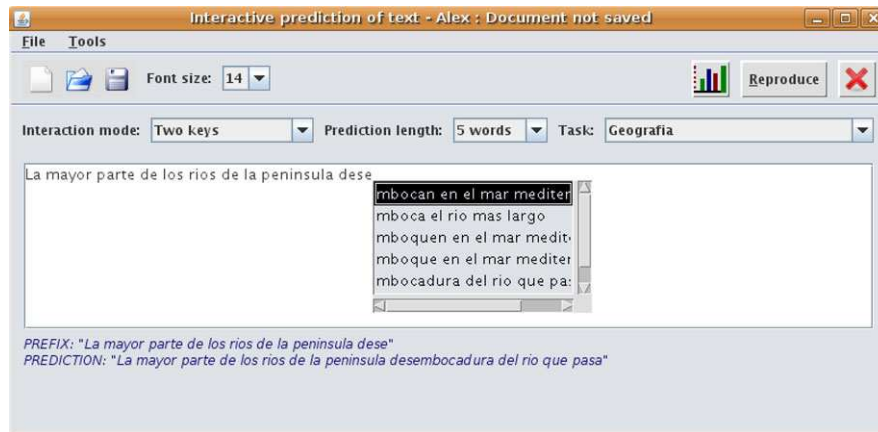 Interactive prediction of text - Alex : Document not saved
File Tools
Font size: 14 Reproduce
Interaction mode: Two keys Prediction length: 5 words Task: Geografia
La mayor parte de los rios de la peninsula dese
mbocan en el mar mediter
mboca el rio mas largo
mboquen en el mar medit
mboque en el mar mediter
mbocadura del rio que pa
PREFIX: "La mayor parte de los rios de la peninsula dese"
PREDICTION: "La mayor parte de los rios de la peninsula desembocadura del rio que pasa"